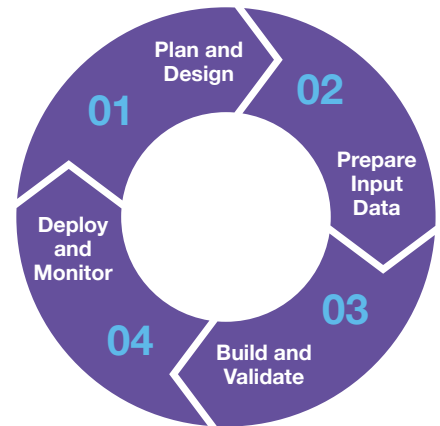 01
Plan and
Design
02
Prepare
Input
Data
03
Build and
Validate
04
Deploy
and
Monitor